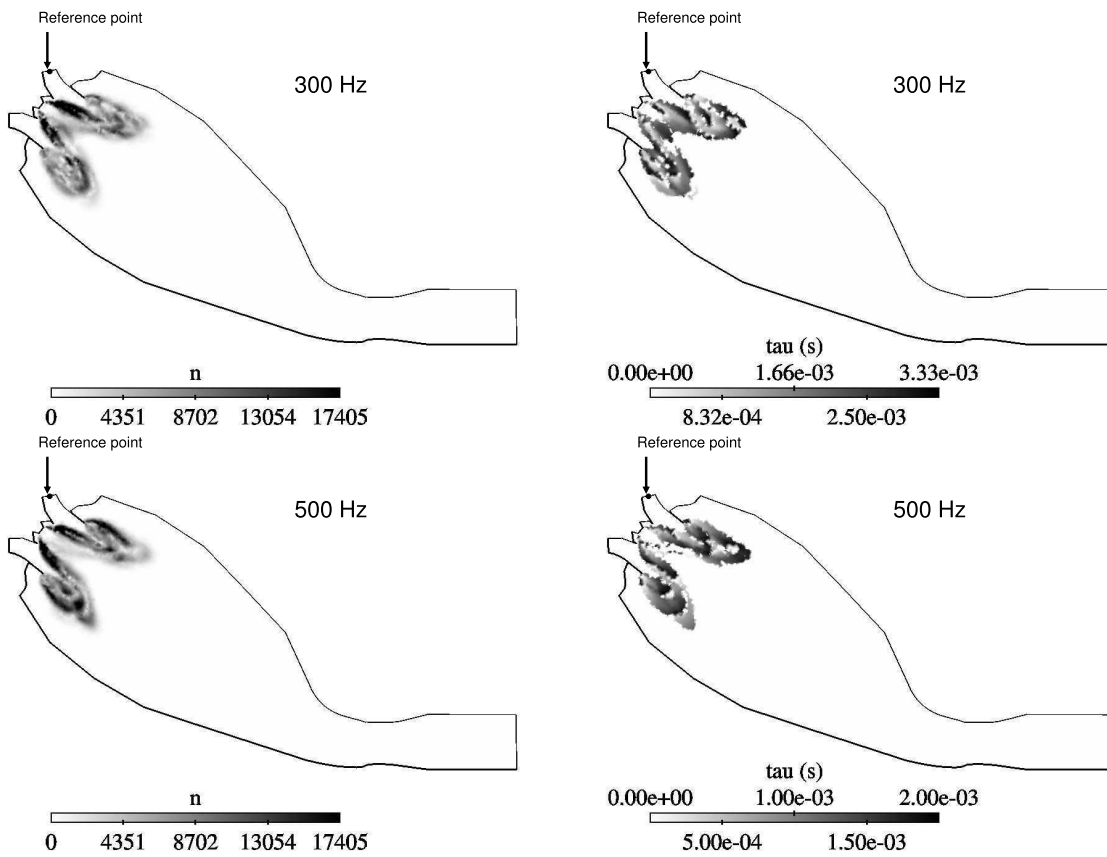 Reference point
Reference point
300 Hz
300 Hz
n
0 4351 8702 13054 17405
tau (s)
0.00e+00 1.66e-03 3.33e-03
8.32e-04 2.50e-03
Reference point
Reference point
500 Hz
500 Hz
n
0 4351 8702 13054 17405
tau (s)
0.00e+00 1.00e-03 2.00e-03
5.00e-04 1.50e-03